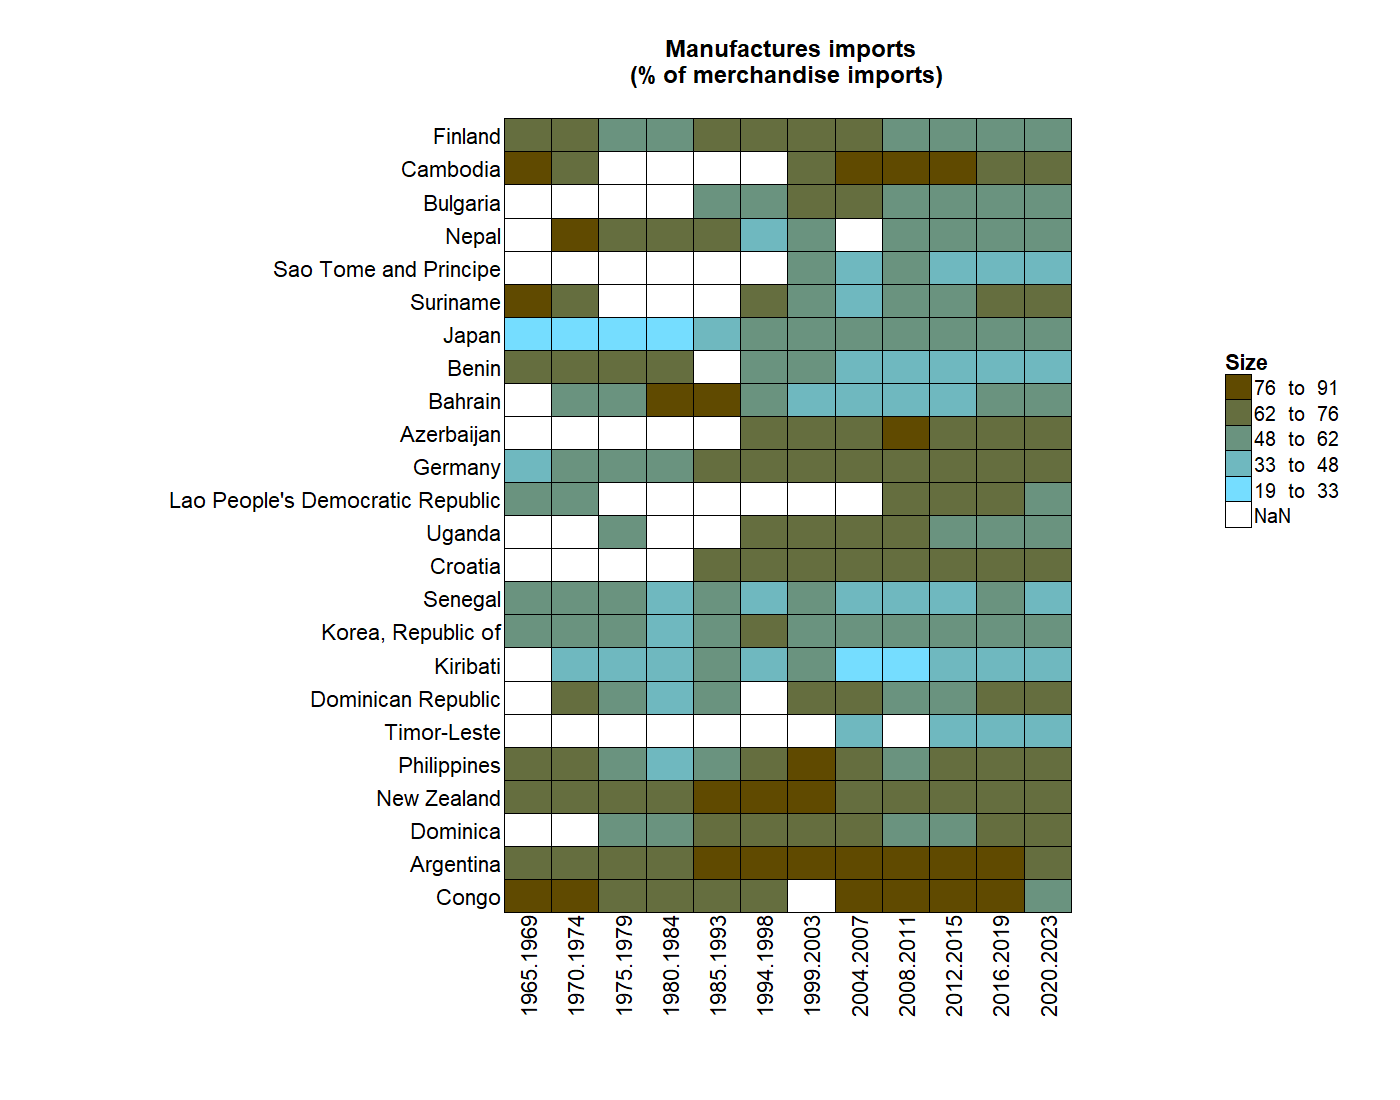 Manufactures imports
(% of merchandise imports)
Finland
Cambodia
Bulgaria
Nepal
Sao Tome and Principe
Suriname
Japan
Benin
Bahrain
Azerbaijan
Germany
Lao People's Democratic Republic
Uganda
Croatia
Senegal
Korea, Republic of
Kiribati
Dominican Republic
Timor-Leste
Philippines
New Zealand
Dominica
Argentina
Congo
1965.1969
1970.1974
1975.1979
1980.1984
1985.1993
1994.1998
1999.2003
2004.2007
2008.2011
2012.2015
2016.2019
2020.2023
Size
76 to 91
62 to 76
48 to 62
33 to 48
19 to 33
NaN